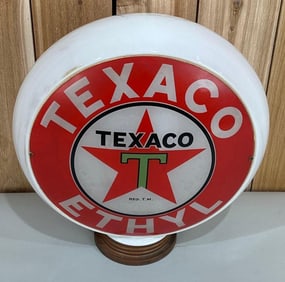 TEXACO
TEXACO
T
REG. T.M.
ETHYL